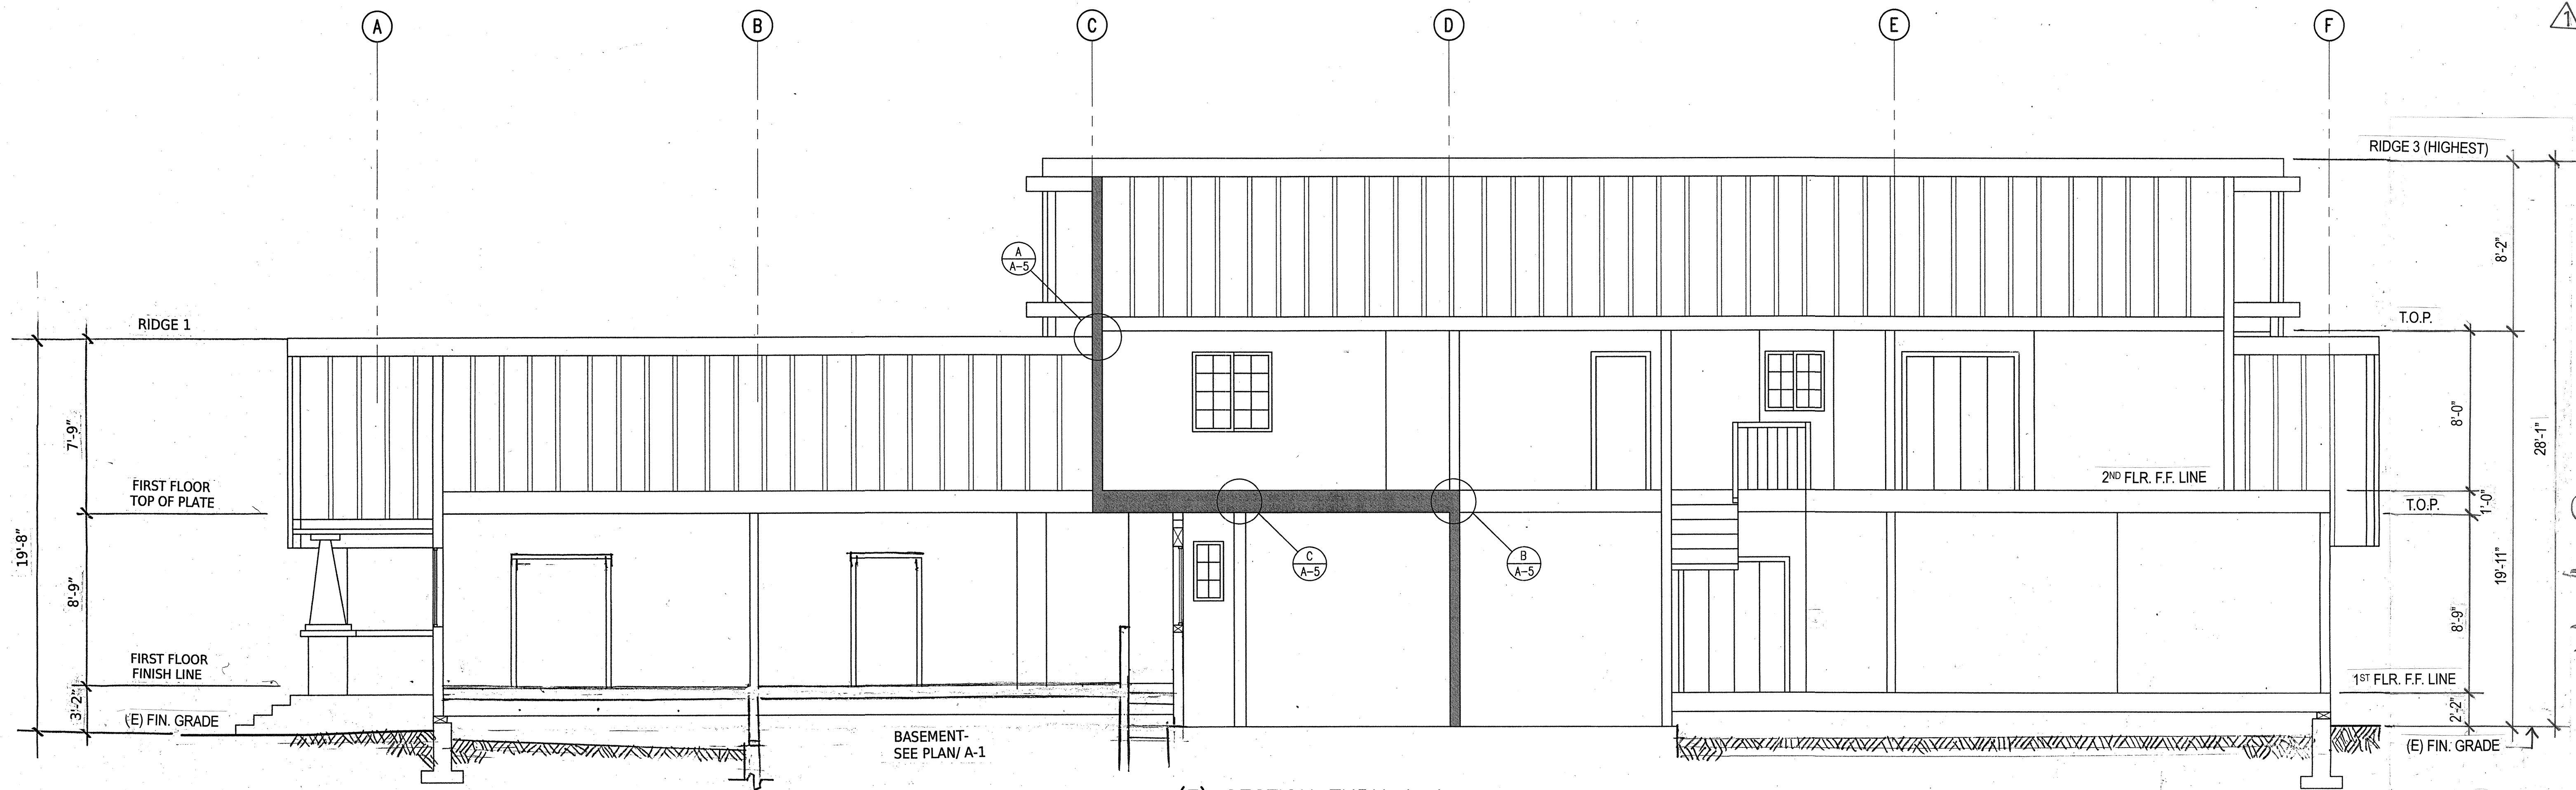 A
B
C
D
E
F
1
RIDGE 3 (HIGHEST)
A
A-5
8'-2"
RIDGE 1
T.O.P.
7'-9"
8'-0"
28'-1"
2ND FLR. F.F. LINE
FIRST FLOOR
TOP OF PLATE
T.O.P.
1'-0"
19'-8"
C
A-5
B
A-5
19'-11"
8'-9"
8'-9"
FIRST FLOOR
FINISH LINE
1ST FLR. F.F. LINE
3'-2"
2'-2"
(E) FIN. GRADE
BASEMENT-
SEE PLAN/ A-1
(E) FIN. GRADE